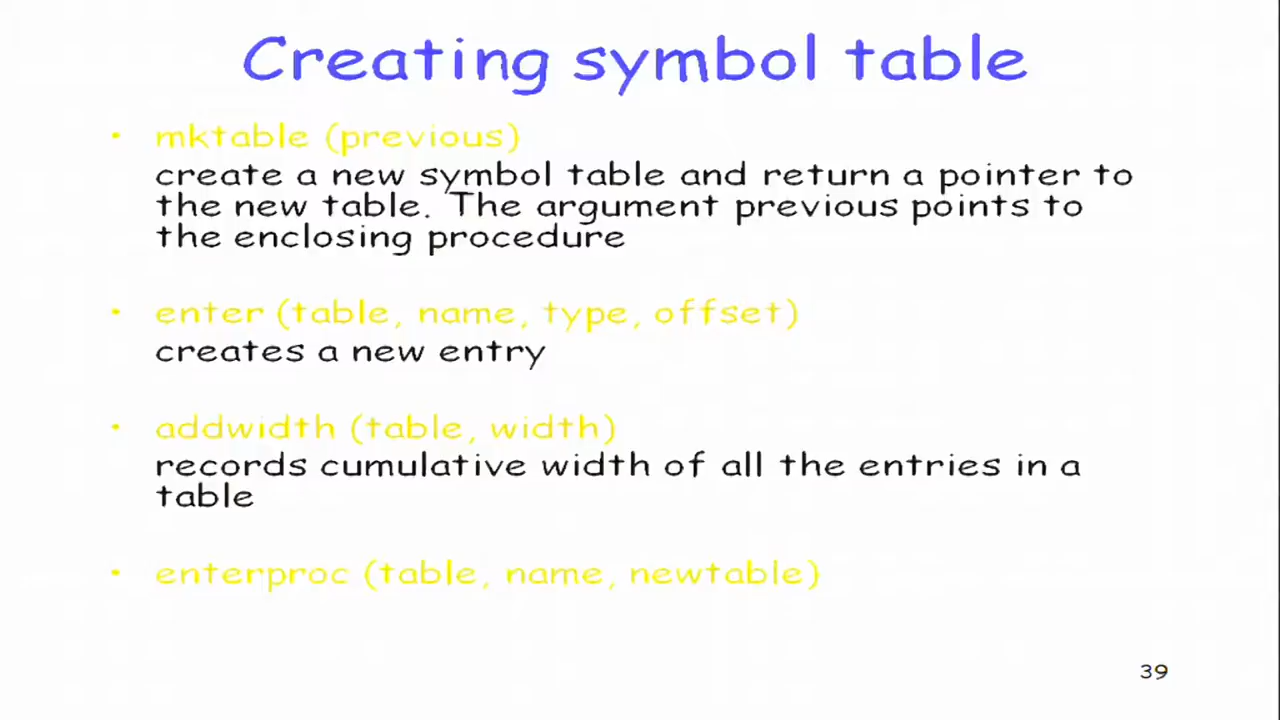 Creating symbol table
• mktable (previous)
create a new symbol table and return a pointer to
the new table. The argument previous points to
the enclosing procedure
• enter (table, name, type, offset)
creates a new entry
• addwidth (table, width)
records cumulative width of all the entries in a
table
• enterproc (table, name, newtable)
39